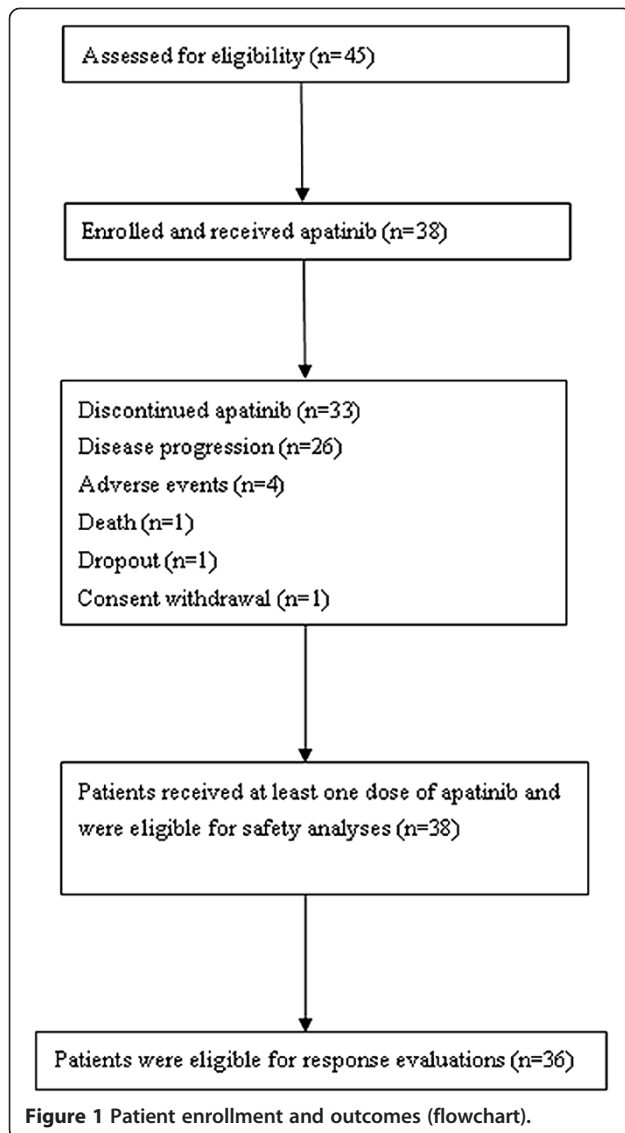 Assessed for eligibility (n=45)
Enrolled and received apatinib (n=38)
Discontinued apatinib (n=33)
Disease progression (n=26)
Adverse events (n=4)
Death (n=1)
Dropout (n=1)
Consent withdrawal (n=1)
Patients received at least one dose of apatinib and
were eligible for safety analyses (n=38)
Patients were eligible for response evaluations (n=36)
Figure 1 Patient enrollment and outcomes (flowchart).